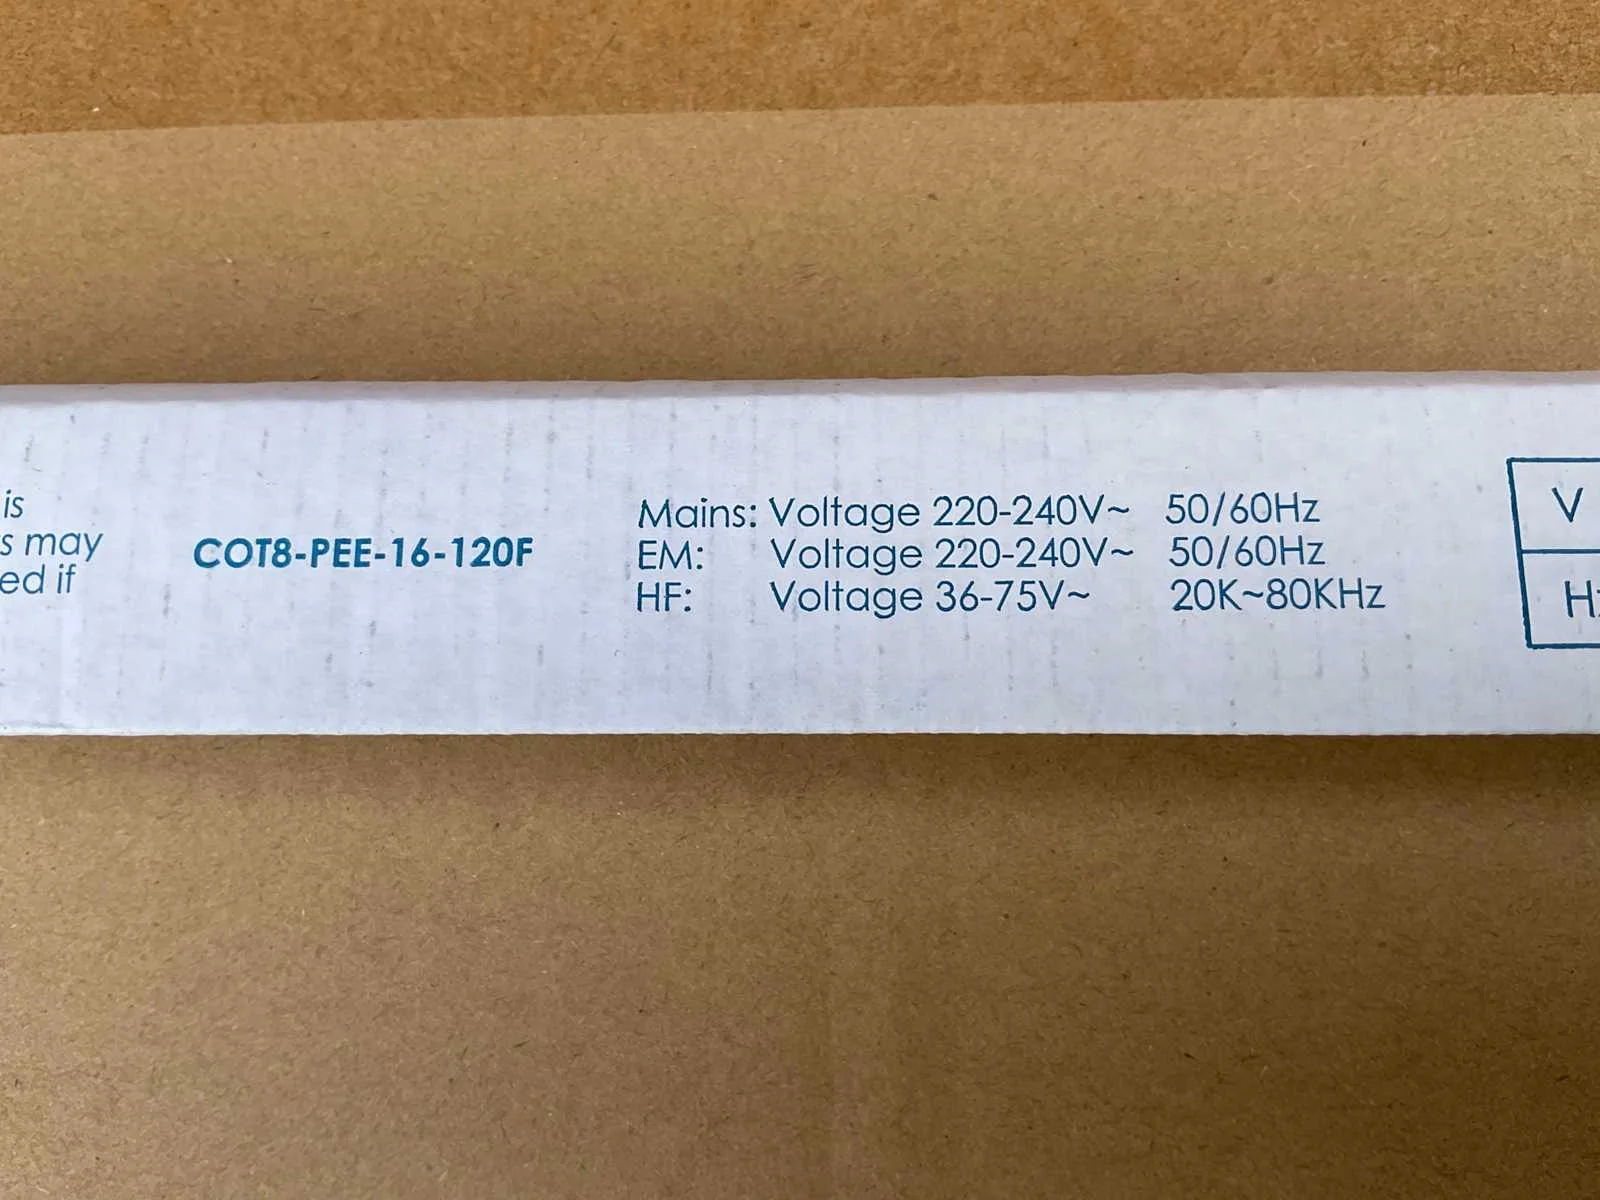 is
s may
ed if
COT8-PEE-16-120F
Mains: Voltage 220-240V~ 50/60Hz
EM: Voltage 220-240V~ 50/60Hz
HF: Voltage 36-75V~ 20K~80KHz
V
Hz